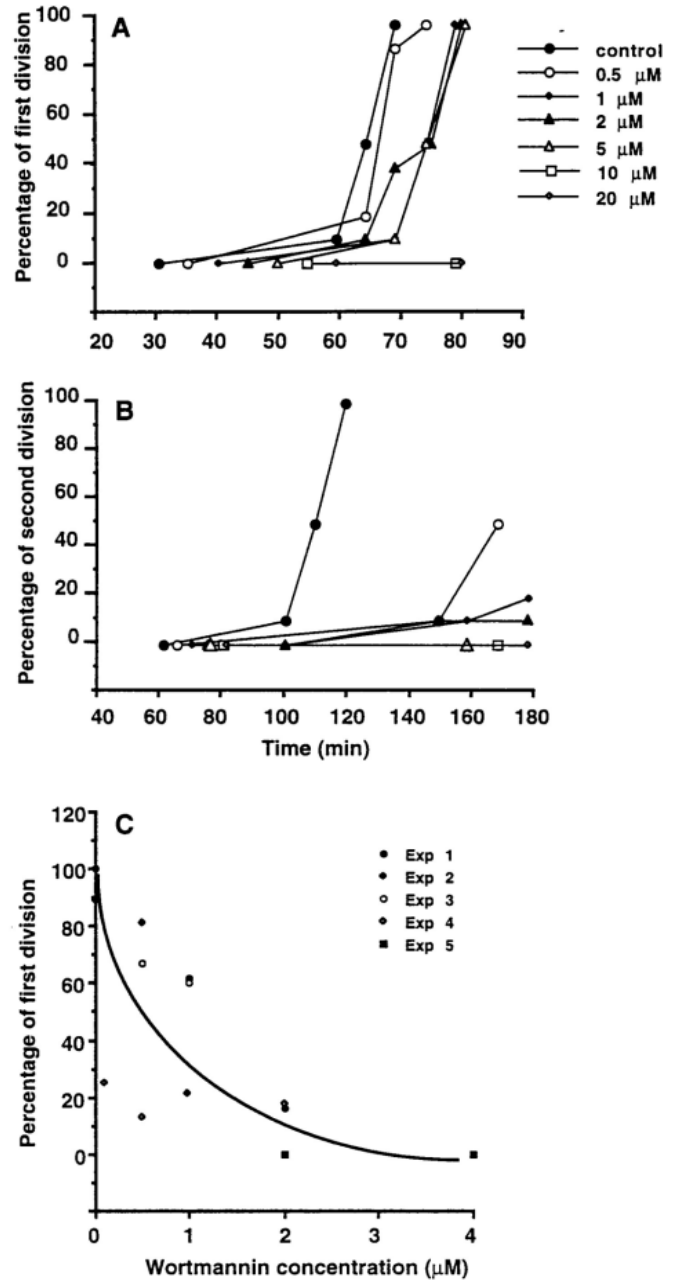 A
Percentage of first division
100
80
60
40
20
0
20 30 40 50 60 70 80 90
control
0.5 μM
1 μM
2 μM
5 μM
10 μM
20 μM
B
Percentage of second division
100
80
60
40
20
0
40 60 80 100 120 140 160 180
Time (min)
C
Percentage of first division
120
100
80
60
40
20
0
0 1 2 3 4
Wortmannin concentration (μM)
Exp 1
Exp 2
Exp 3
Exp 4
Exp 5